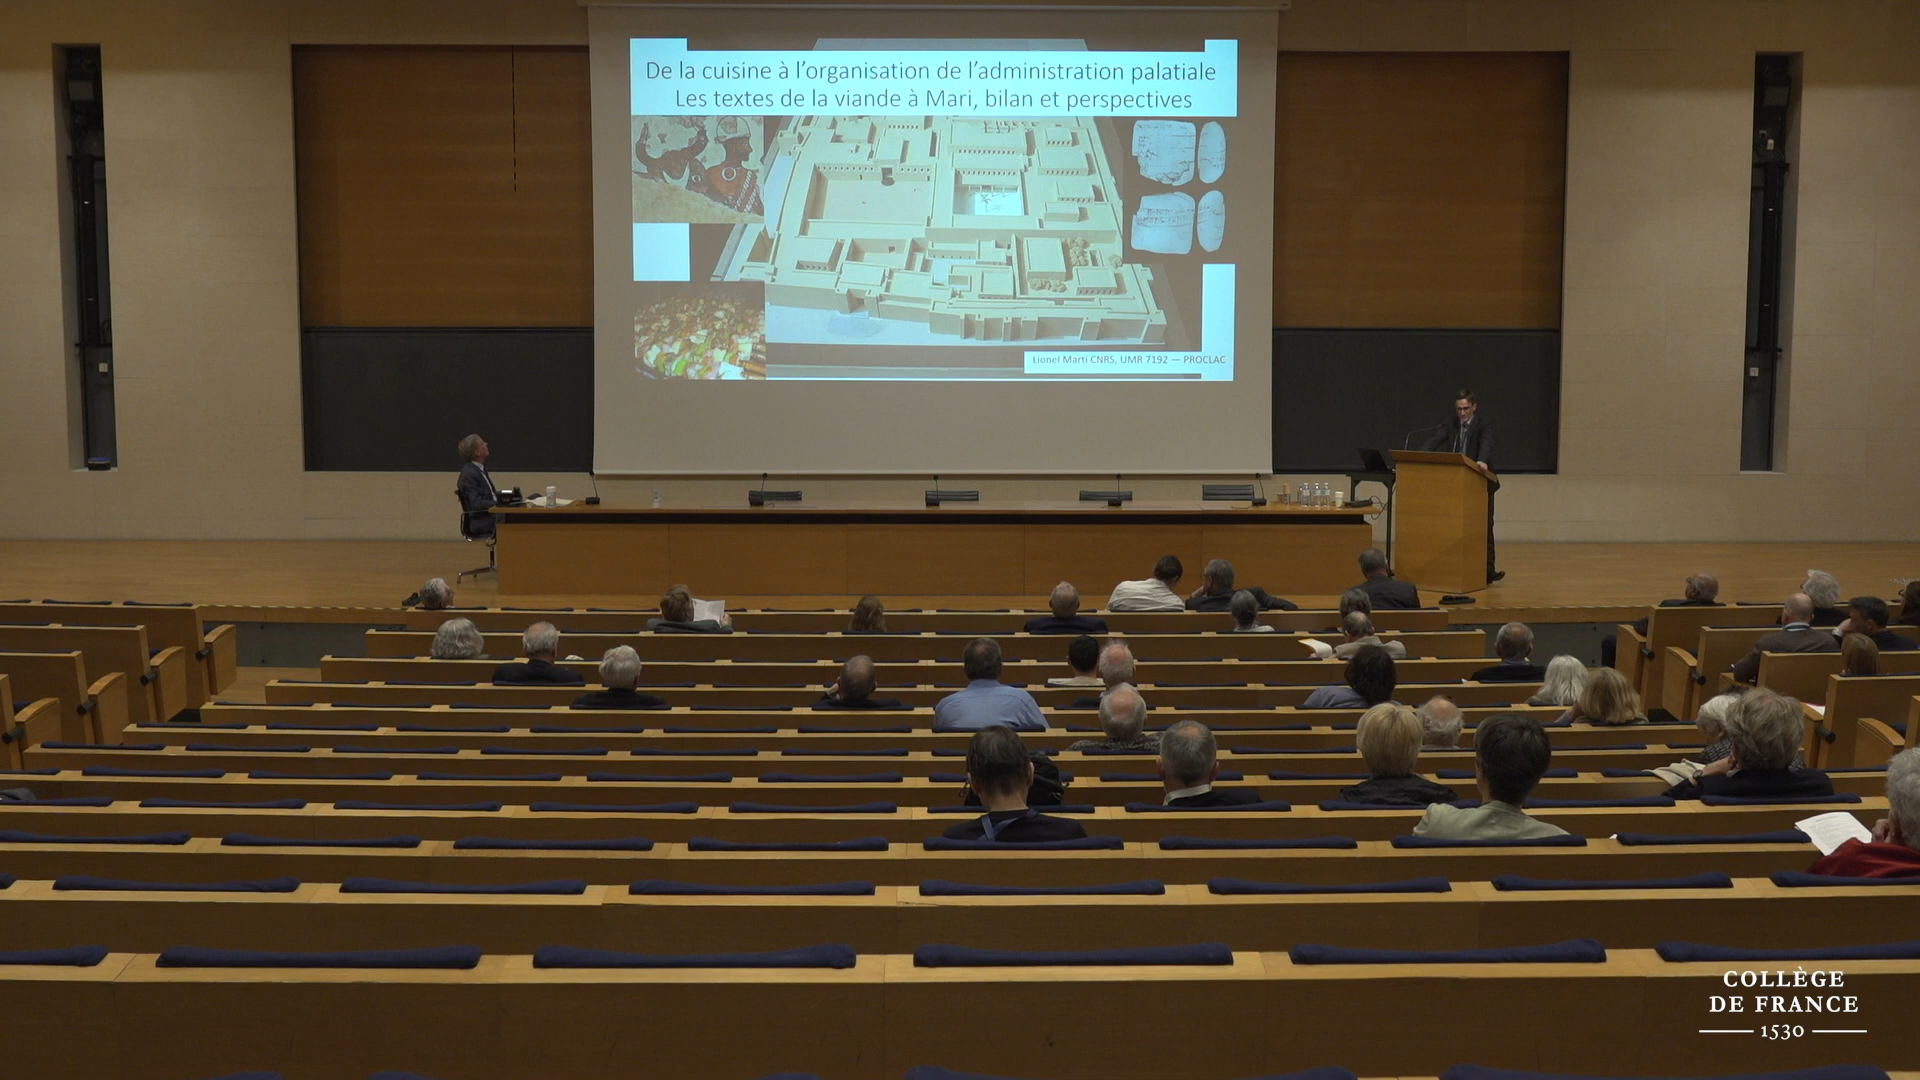 De la cuisine à l'organisation de l'administration palatiale
Les textes de la viande à Mari, bilan et perspectives
Lionel Marti CNRS, UMR 7192 — PROCLAC
COLLÈGE
DE FRANCE
1530